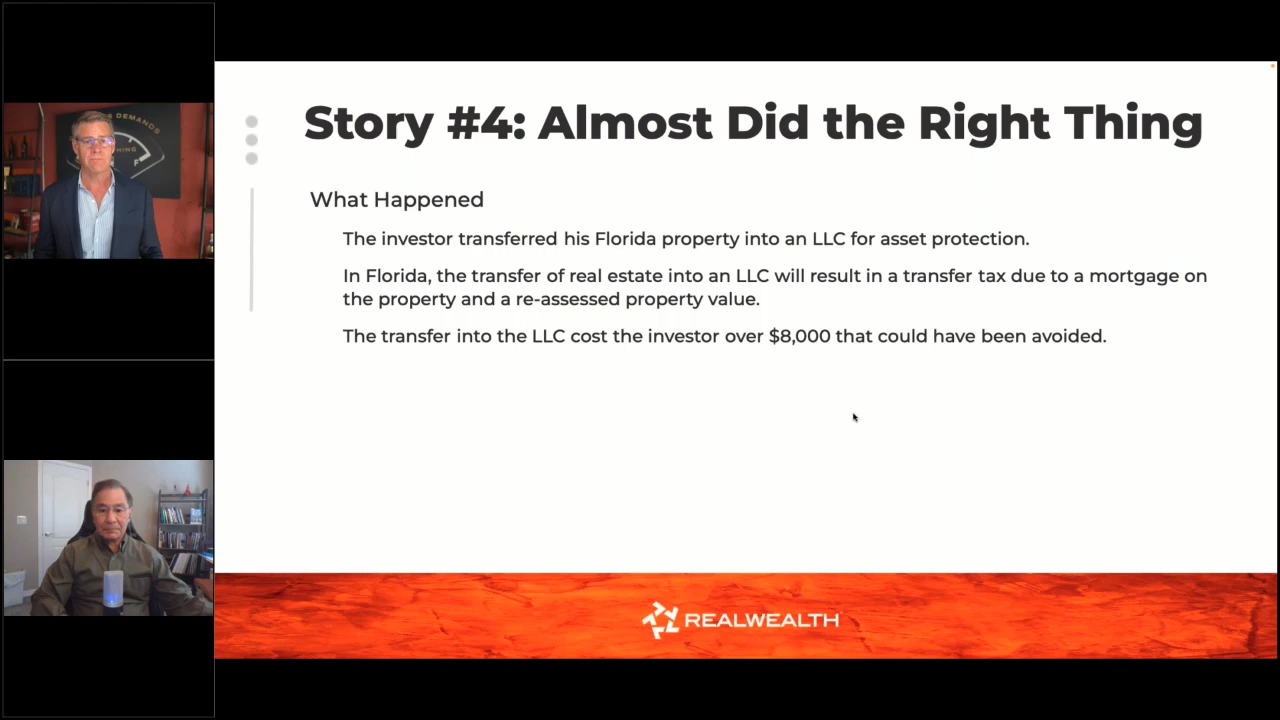 Story #4: Almost Did the Right Thing
What Happened
The investor transferred his Florida property into an LLC for asset protection.
In Florida, the transfer of real estate into an LLC will result in a transfer tax due to a mortgage on
the property and a re-assessed property value.
The transfer into the LLC cost the investor over $8,000 that could have been avoided.
REALWEALTH
DEMANDS